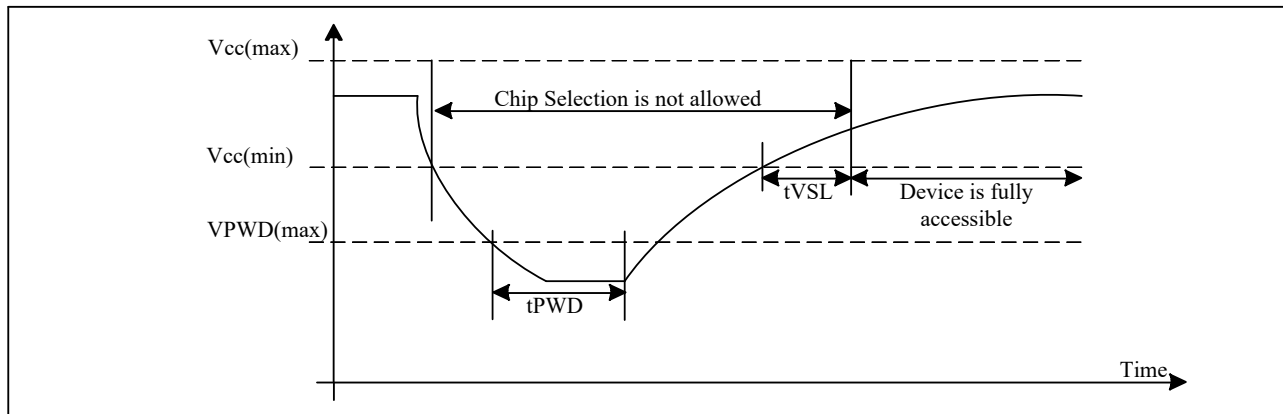 Vcc(max)
Chip Selection is not allowed
Vcc(min)
tVSL
Device is fully
accessible
VPWD(max)
tPWD
Time